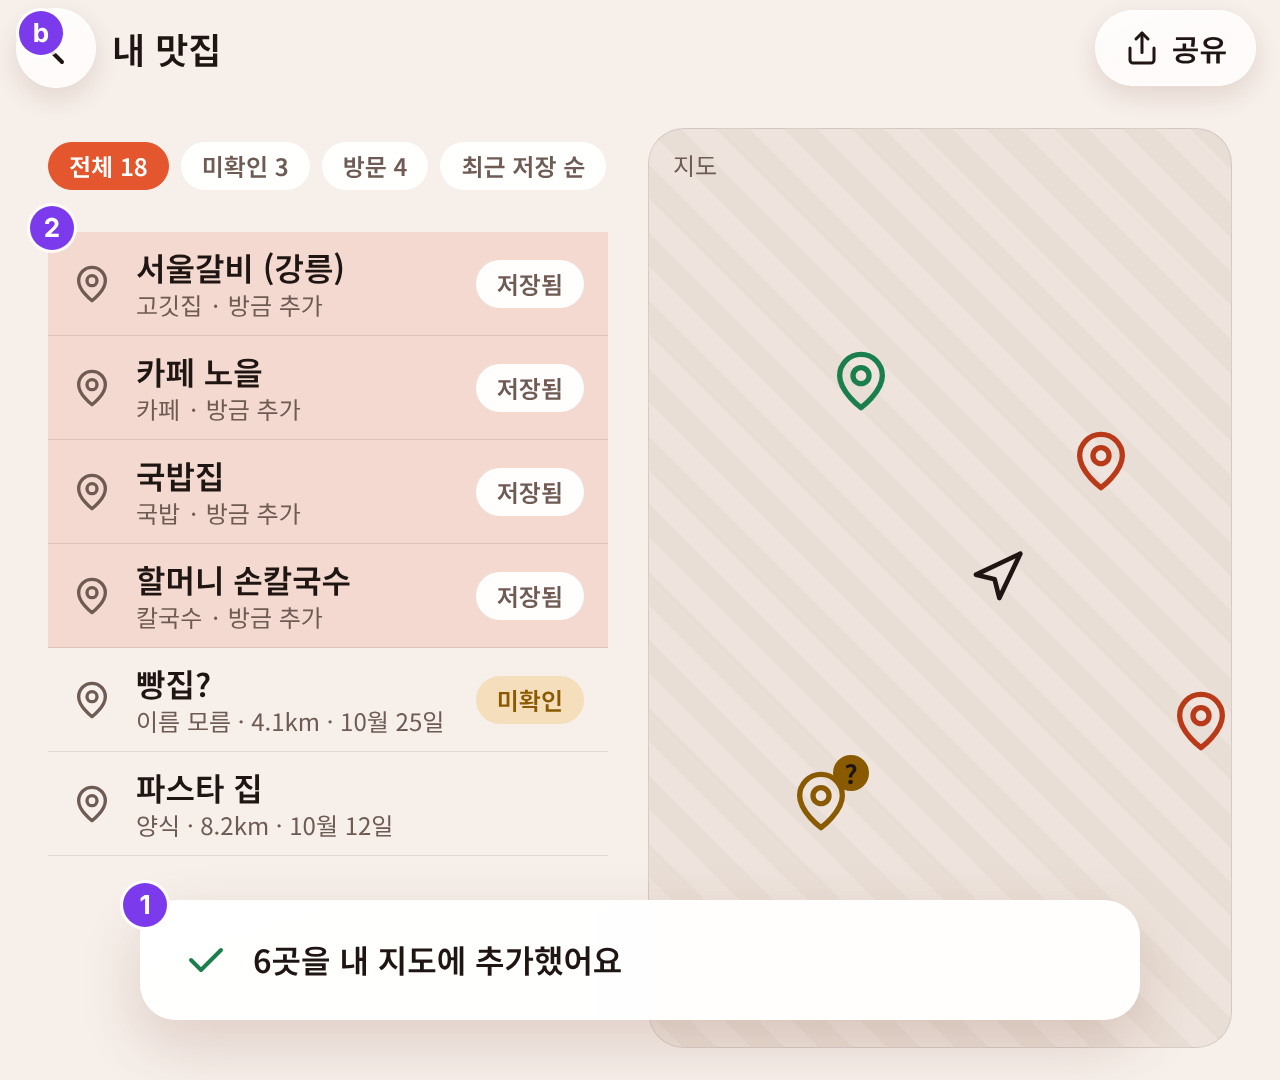 b
내 맛집
공유
전체 18
미확인 3
방문 4
최근 저장 순
지도
2
서울갈비 (강릉)
고깃집 · 방금 추가
저장됨
카페 노을
카페 · 방금 추가
저장됨
국밥집
국밥 · 방금 추가
저장됨
할머니 손칼국수
칼국수 · 방금 추가
저장됨
빵집?
이름 모름 · 4.1km · 10월 25일
미확인
파스타 집
양식 · 8.2km · 10월 12일
?
1
6곳을 내 지도에 추가했어요